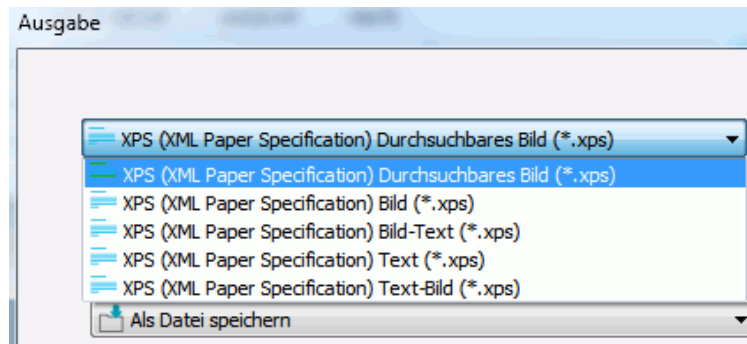 Ausgabe
XPS (XML Paper Specification) Durchsuchbares Bild (*.xps)
XPS (XML Paper Specification) Durchsuchbares Bild (*.xps)
XPS (XML Paper Specification) Bild (*.xps)
XPS (XML Paper Specification) Bild-Text (*.xps)
XPS (XML Paper Specification) Text (*.xps)
XPS (XML Paper Specification) Text-Bild (*.xps)
Als Datei speichern